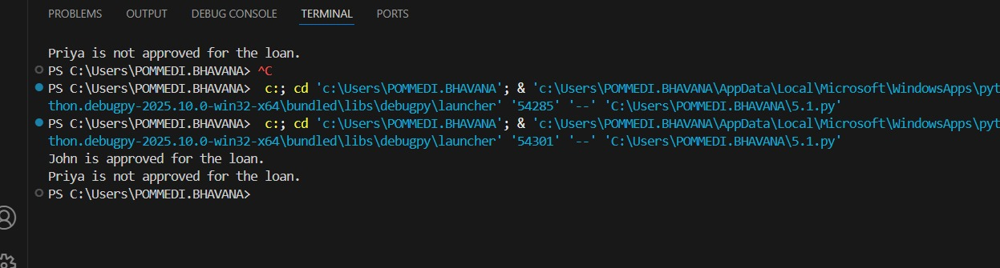 PROBLEMS OUTPUT DEBUG CONSOLE TERMINAL PORTS
Priya is not approved for the loan.
PS C:\Users\POMMEDI.BHAVANA> ^C
PS C:\Users\POMMEDI.BHAVANA>  c:; cd 'c:\Users\POMMEDI.BHAVANA'; & 'c:\Users\POMMEDI.BHAVANA\AppData\Local\Microsoft\WindowsApps\pyt
thon.debugpy-2025.10.0-win32-x64\bundled\libs\debugpy\launcher' '54285' '--' 'C:\Users\POMMEDI.BHAVANA\5.1.py'
PS C:\Users\POMMEDI.BHAVANA>  c:; cd 'c:\Users\POMMEDI.BHAVANA'; & 'c:\Users\POMMEDI.BHAVANA\AppData\Local\Microsoft\WindowsApps\pyt
thon.debugpy-2025.10.0-win32-x64\bundled\libs\debugpy\launcher' '54301' '--' 'C:\Users\POMMEDI.BHAVANA\5.1.py'
John is approved for the loan.
Priya is not approved for the loan.
PS C:\Users\POMMEDI.BHAVANA>